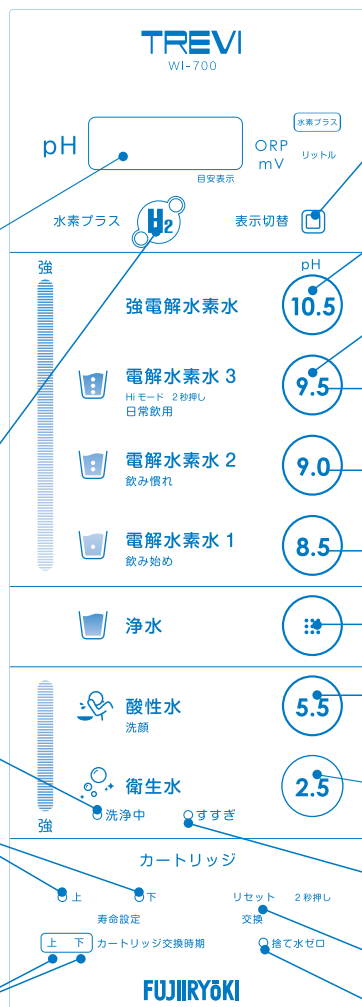 TREVI
WI-700
水素プラス
pH
ORP
mV
リットル
目安表示
水素プラス
H2
表示切替
強
pH
強電解水素水
10.5
電解水素水 3
Hiモード 2秒押し
日常飲用
9.5
電解水素水 2
飲み慣れ
9.0
電解水素水 1
飲み始め
8.5
浄水
酸性水
洗顔
5.5
衛生水
2.5
強
洗浄中
すすぎ
カートリッジ
上
下
リセット 2秒押し
寿命設定
交換
上 下 カートリッジ交換時期
捨て水ゼロ
FUJIIRYOKI